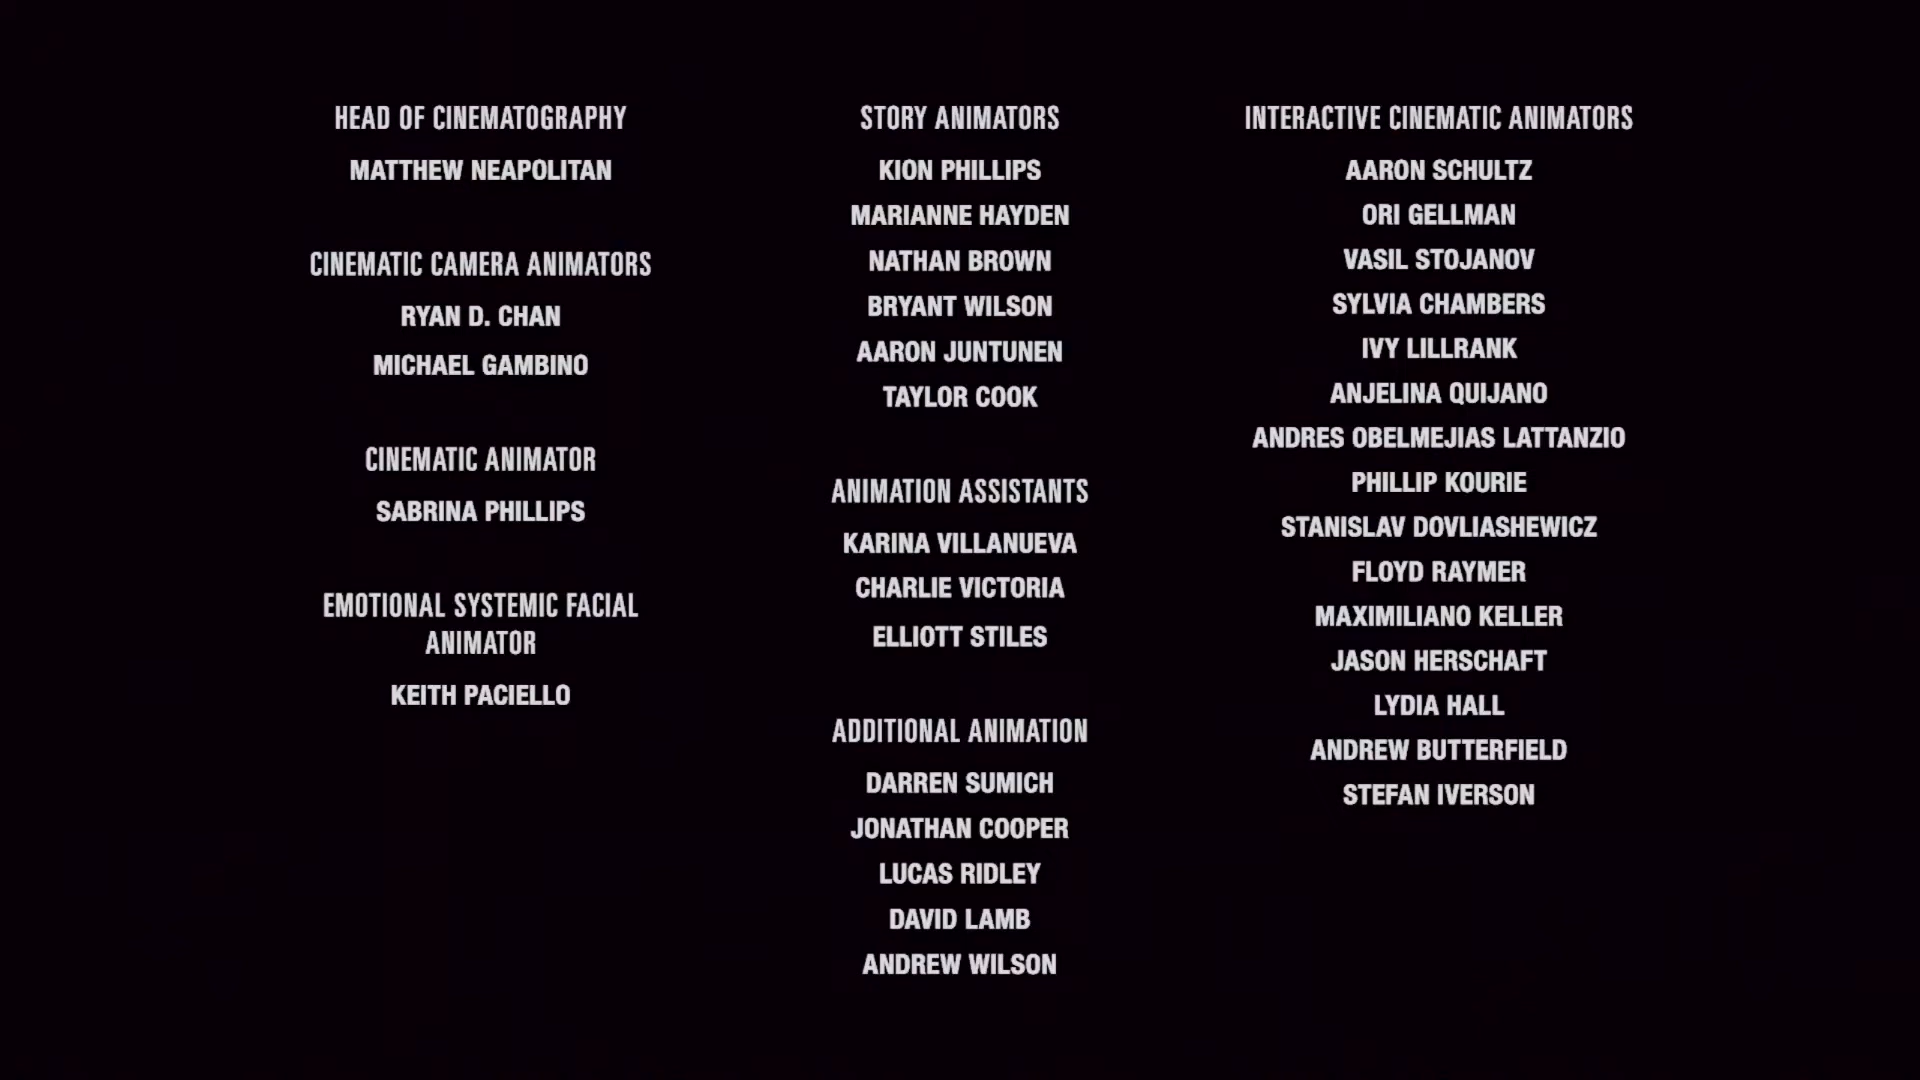 HEAD OF CINEMATOGRAPHY
MATTHEW NEAPOLITAN
CINEMATIC CAMERA ANIMATORS
RYAN D. CHAN
MICHAEL GAMBINO
CINEMATIC ANIMATOR
SABRINA PHILLIPS
EMOTIONAL SYSTEMIC FACIAL
ANIMATOR
KEITH PACIELLO
STORY ANIMATORS
KION PHILLIPS
MARIANNE HAYDEN
NATHAN BROWN
BRYANT WILSON
AARON JUNTUNEN
TAYLOR COOK
ANIMATION ASSISTANTS
KARINA VILLANUEVA
CHARLIE VICTORIA
ELLIOTT STILES
ADDITIONAL ANIMATION
DARREN SUMICH
JONATHAN COOPER
LUCAS RIDLEY
DAVID LAMB
ANDREW WILSON
INTERACTIVE CINEMATIC ANIMATORS
AARON SCHULTZ
ORI GELLMAN
VASIL STOJANOV
SYLVIA CHAMBERS
IVY LILLRANK
ANJELINA QUIJANO
ANDRES OBELMEJIAS LATTANZIO
PHILLIP KOURIE
STANISLAV DOVLIASHEWICZ
FLOYD RAYMER
MAXIMILIANO KELLER
JASON HERSCHAFT
LYDIA HALL
ANDREW BUTTERFIELD
STEFAN IVERSON